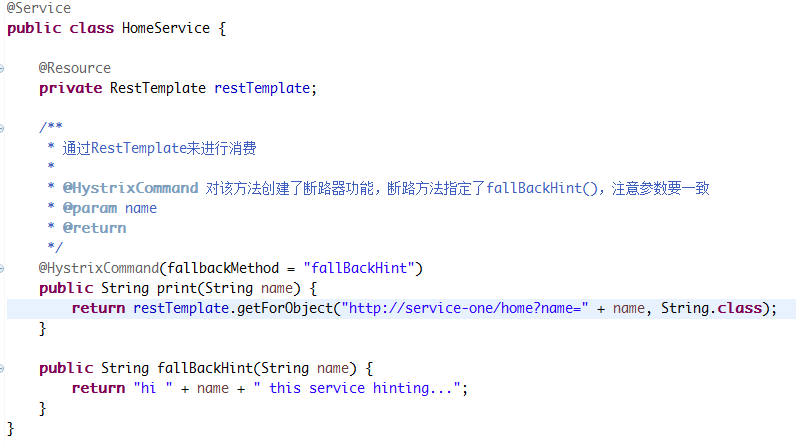 @Service
public class HomeService {
@Resource
private RestTemplate restTemplate;
/**
* 通过RestTemplate来进行消费
*
* @HystrixCommand 对该方法创建了断路器功能，断路方法指定了fallBackHint()，注意参数要一致
* @param name
* @return
*/
@HystrixCommand(fallbackMethod = "fallBackHint")
public String print(String name) {
return restTemplate.getForObject("http://service-one/home?name=" + name, String.class);
}
public String fallBackHint(String name) {
return "hi " + name + " this service hinting...";
}
}